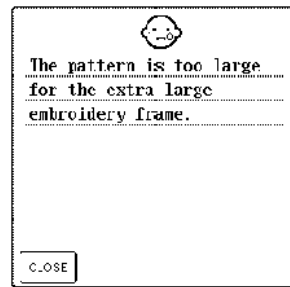 The pattern is too large
for the extra large
embroidery frame.
CLOSE